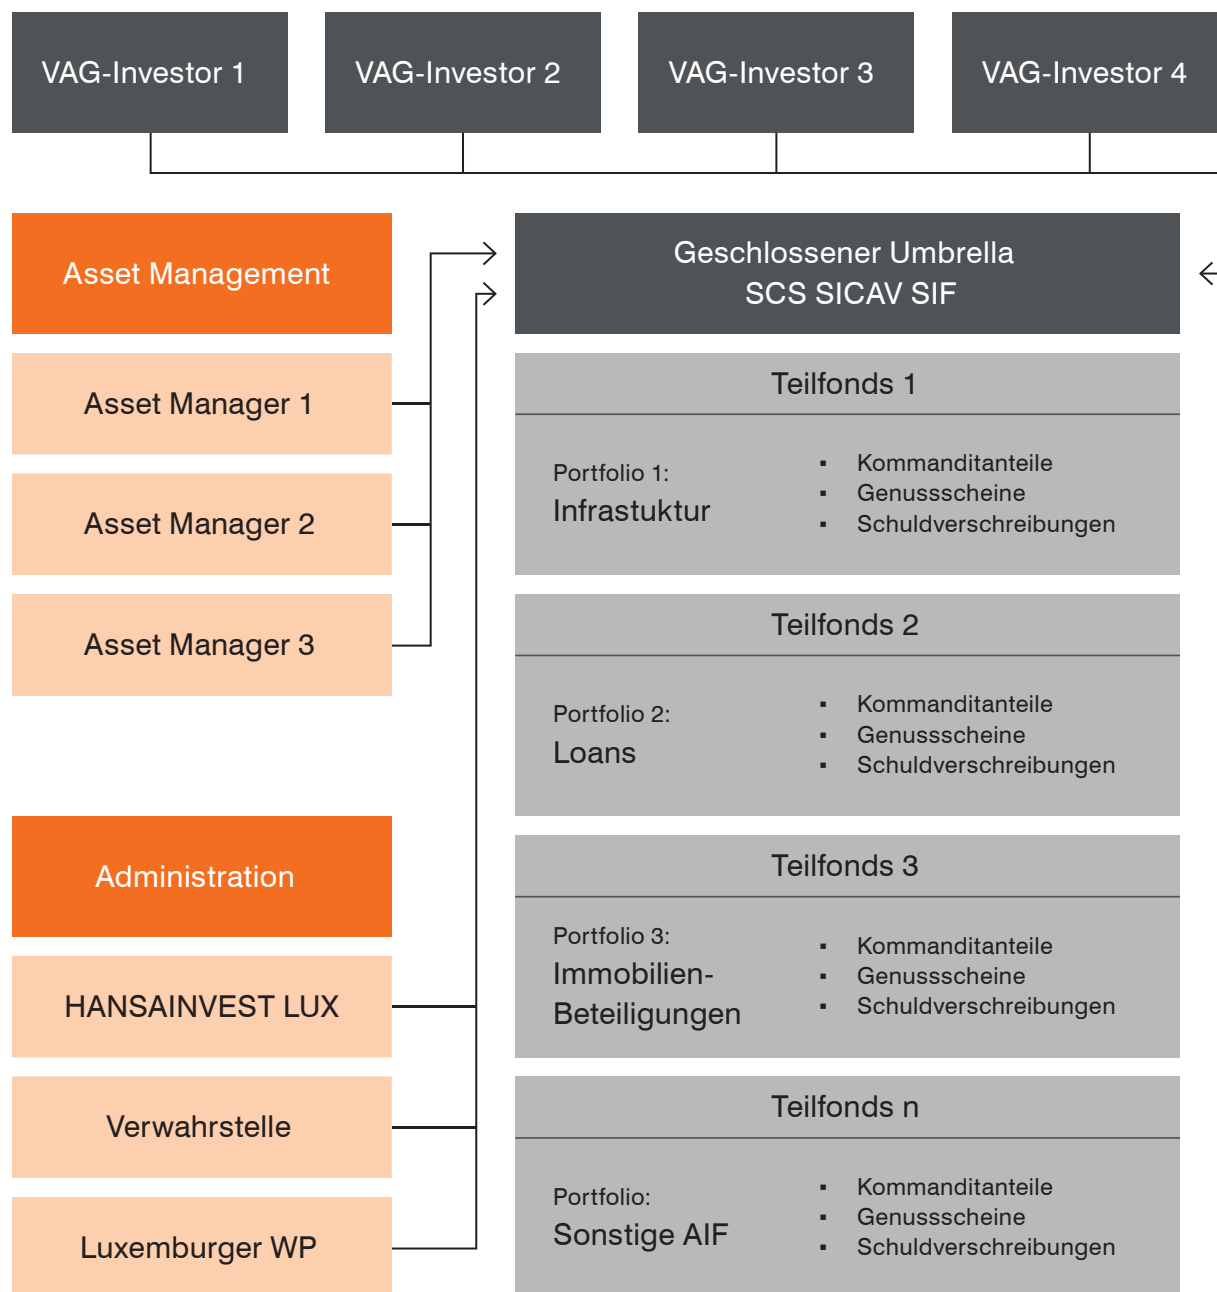 VAG-Investor 1
VAG-Investor 2
VAG-Investor 3
VAG-Investor 4
Asset Management
Asset Manager 1
Asset Manager 2
Asset Manager 3
Administration
HANSAINVEST LUX
Verwahrstelle
Luxemburger WP
Geschlossener Umbrella
SCS SICAV SIF
Teilfonds 1
Portfolio 1:
Infrastuktur
▪ Kommanditanteile
▪ Genussscheine
▪ Schuldverschreibungen
Teilfonds 2
Portfolio 2:
Loans
▪ Kommanditanteile
▪ Genussscheine
▪ Schuldverschreibungen
Teilfonds 3
Portfolio 3:
Immobilien-
Beteiligungen
▪ Kommanditanteile
▪ Genussscheine
▪ Schuldverschreibungen
Teilfonds n
Portfolio:
Sonstige AIF
▪ Kommanditanteile
▪ Genussscheine
▪ Schuldverschreibungen